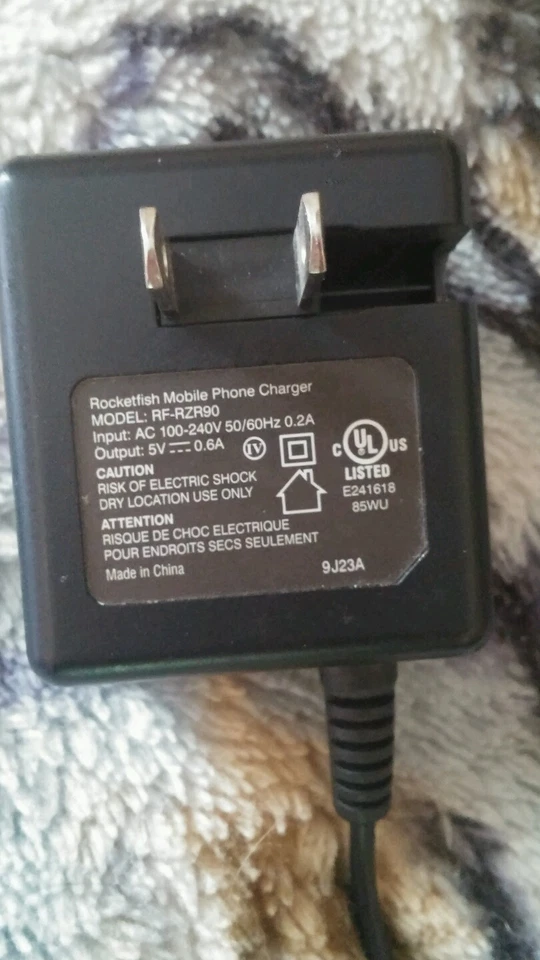 Rocketfish Mobile Phone Charger
MODEL: RF-RZR90
Input: AC 100-240V 50/60Hz 0.2A
Output: 5V ⎓ 0.6A
IV
CAUTION
RISK OF ELECTRIC SHOCK
DRY LOCATION USE ONLY
ATTENTION
RISQUE DE CHOC ELECTRIQUE
POUR ENDROITS SECS SEULEMENT
Made in China
C UL US
LISTED
E241618
85WU
9J23A